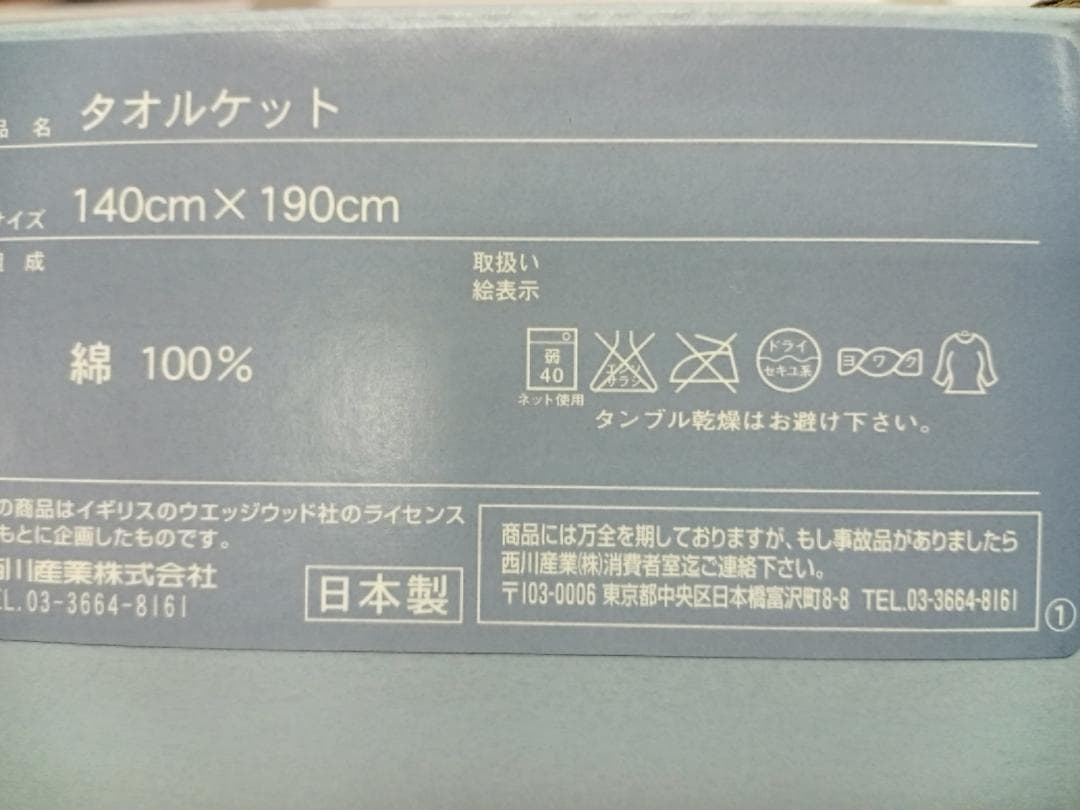 品 名 タオルケット
サイズ 140cm×190cm
組 成
取扱い
絵表示
綿 100%
弱
40
ネット使用
エンソ
サラシ
ドライ
セキユ系
ヨワク
タンブル乾燥はお避け下さい。
の商品はイギリスのウエッジウッド社のライセンス
もとに企画したものです。
西川産業株式会社
TEL.03-3664-8161
日本製
商品には万全を期しておりますが、もし事故品がありましたら
西川産業(株)消費者室迄ご連絡下さい。
〒103-0006 東京都中央区日本橋富沢町8-8 TEL.03-3664-8161
①